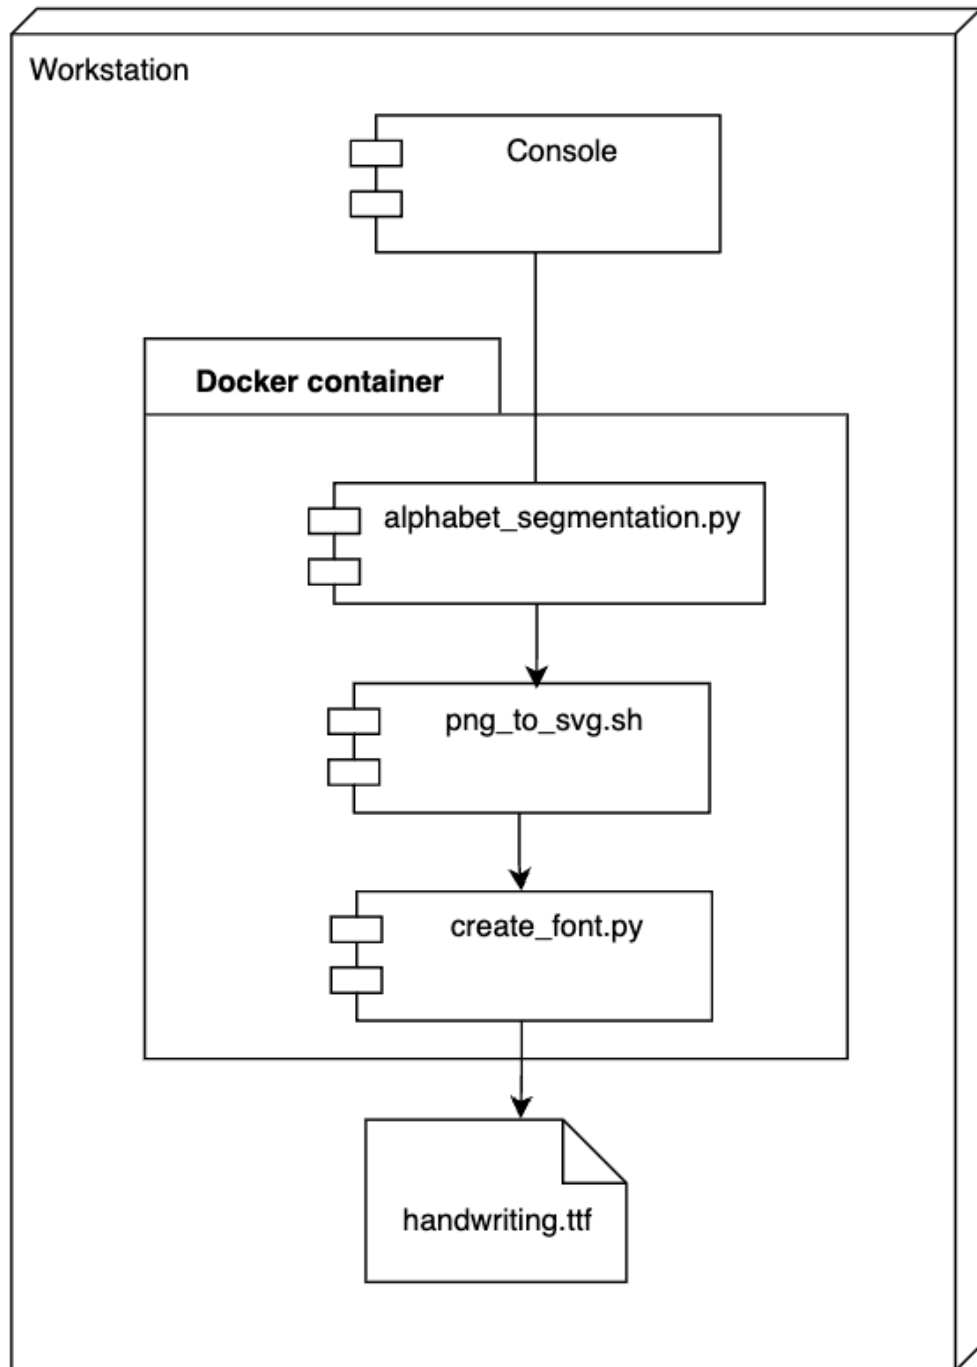 Workstation
Console
Docker container
alphabet_segmentation.py
png_to_svg.sh
create_font.py
handwriting.ttf